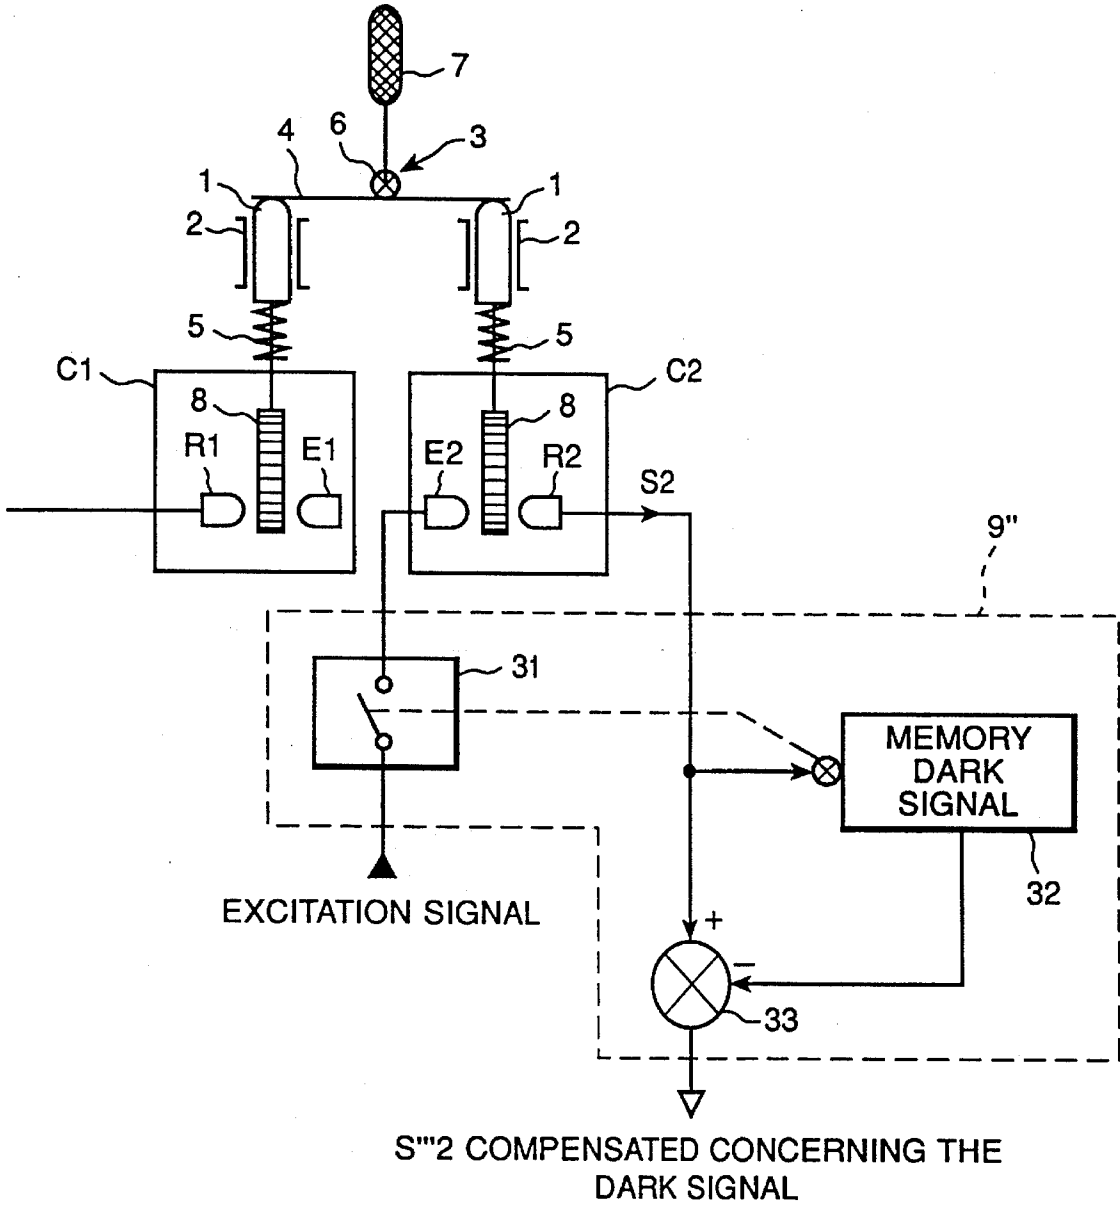 7
6
3
4
1
1
2
2
5
5
C1
C2
8
8
R1
E1
E2
R2
S2
9"
31
MEMORY
DARK
SIGNAL
32
EXCITATION SIGNAL
+
−
33
S""2 COMPENSATED CONCERNING THE
DARK SIGNAL